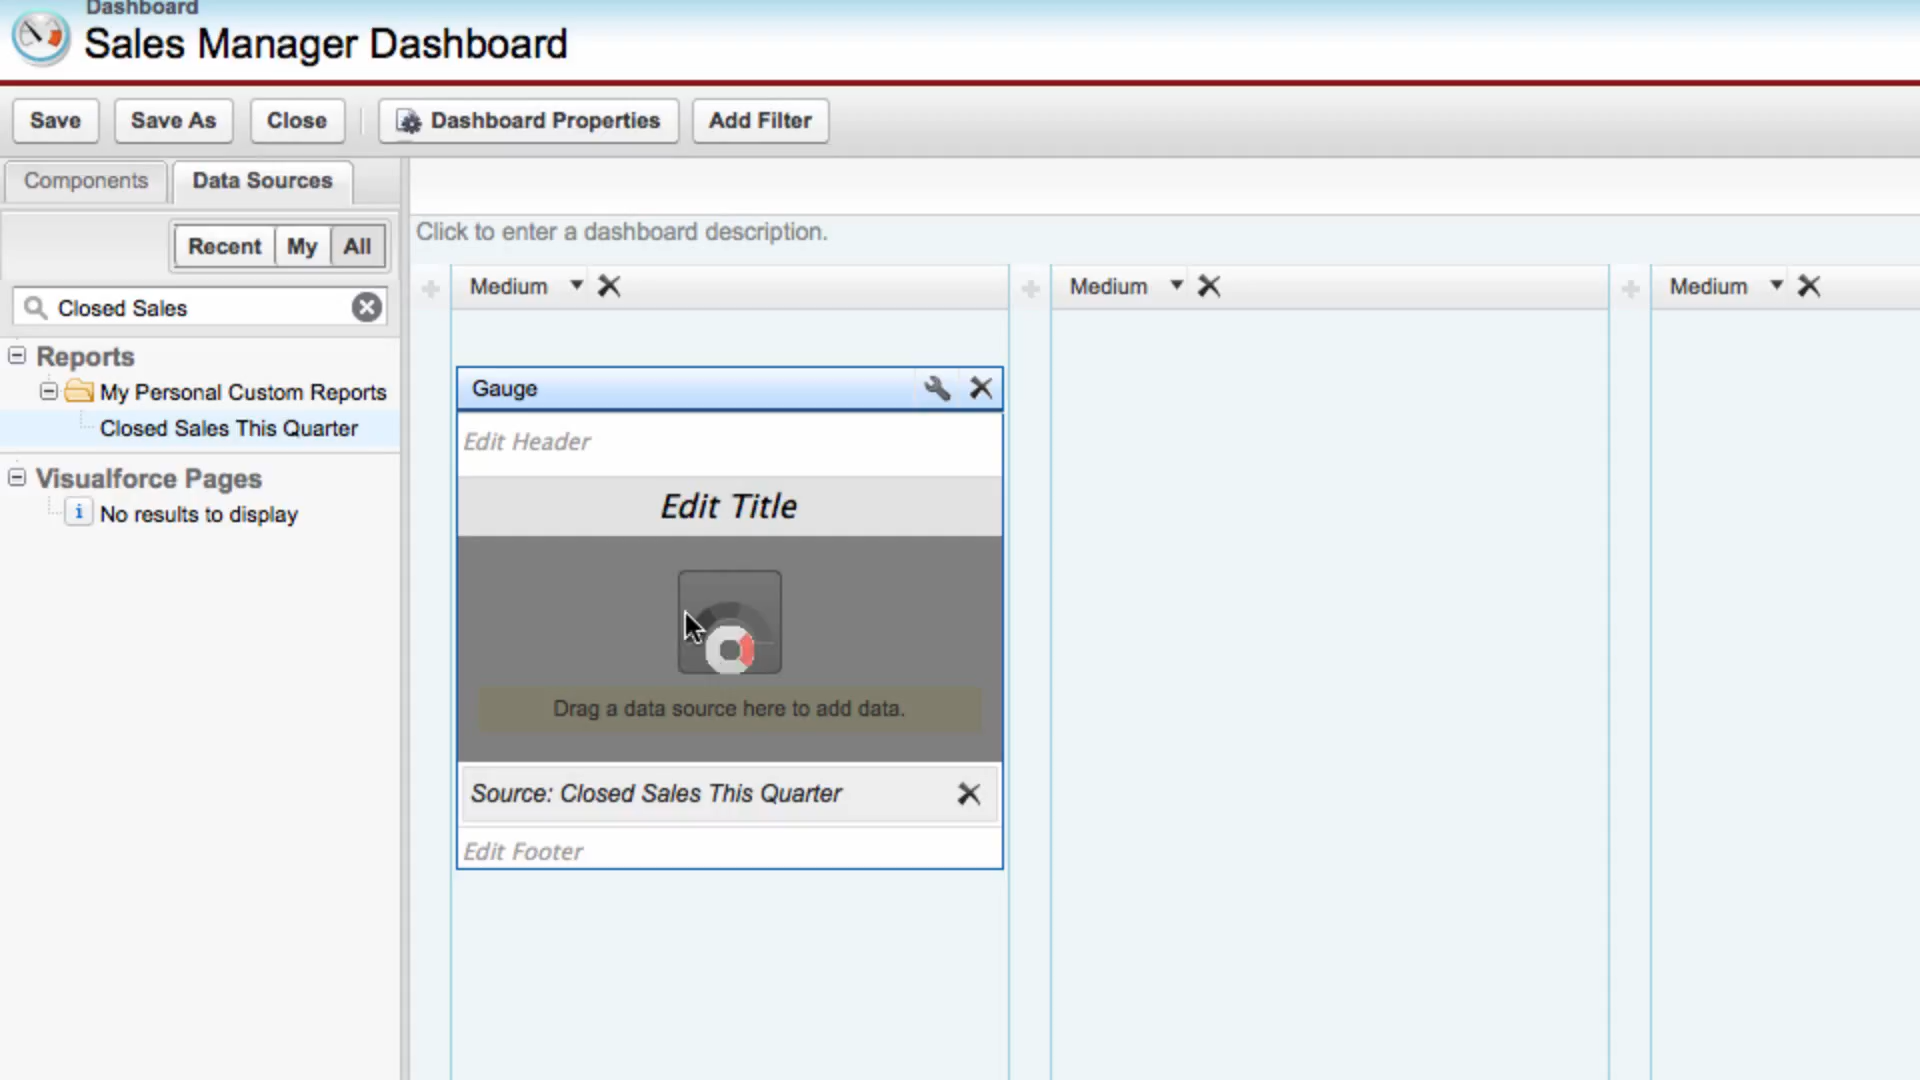 Dashboard
Sales Manager Dashboard
Save Save As Close Dashboard Properties Add Filter
Components Data Sources
Recent My All
Click to enter a dashboard description.
Closed Sales
Medium Medium Medium
Reports
My Personal Custom Reports
Closed Sales This Quarter
Visualforce Pages
No results to display
Gauge
Edit Header
Edit Title
Drag a data source here to add data.
Source: Closed Sales This Quarter
Edit Footer